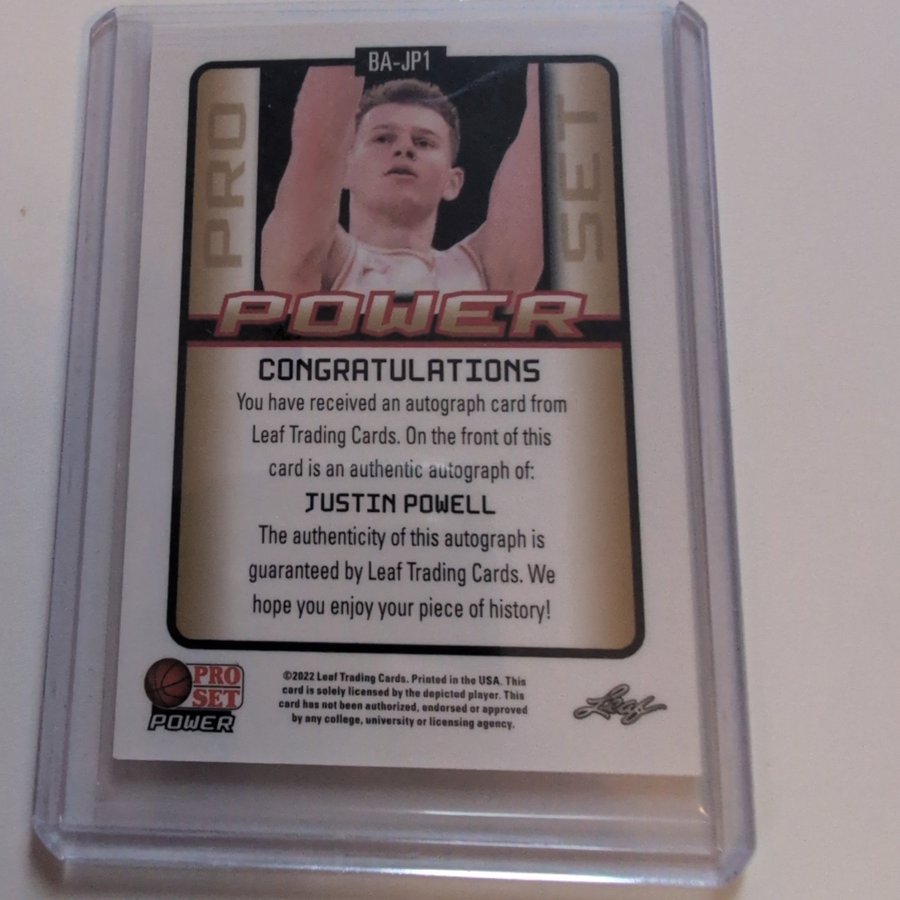 BA-JP1
PRO
SET
POWER
CONGRATULATIONS
You have received an autograph card from
Leaf Trading Cards. On the front of this
card is an authentic autograph of:
JUSTIN POWELL
The authenticity of this autograph is
guaranteed by Leaf Trading Cards. We
hope you enjoy your piece of history!
PRO
SET
POWER
©2022 Leaf Trading Cards. Printed in the USA. This
card is solely licensed by the depicted player. This
card has not been authorized, endorsed or approved
by any college, university or licensing agency.
Leaf